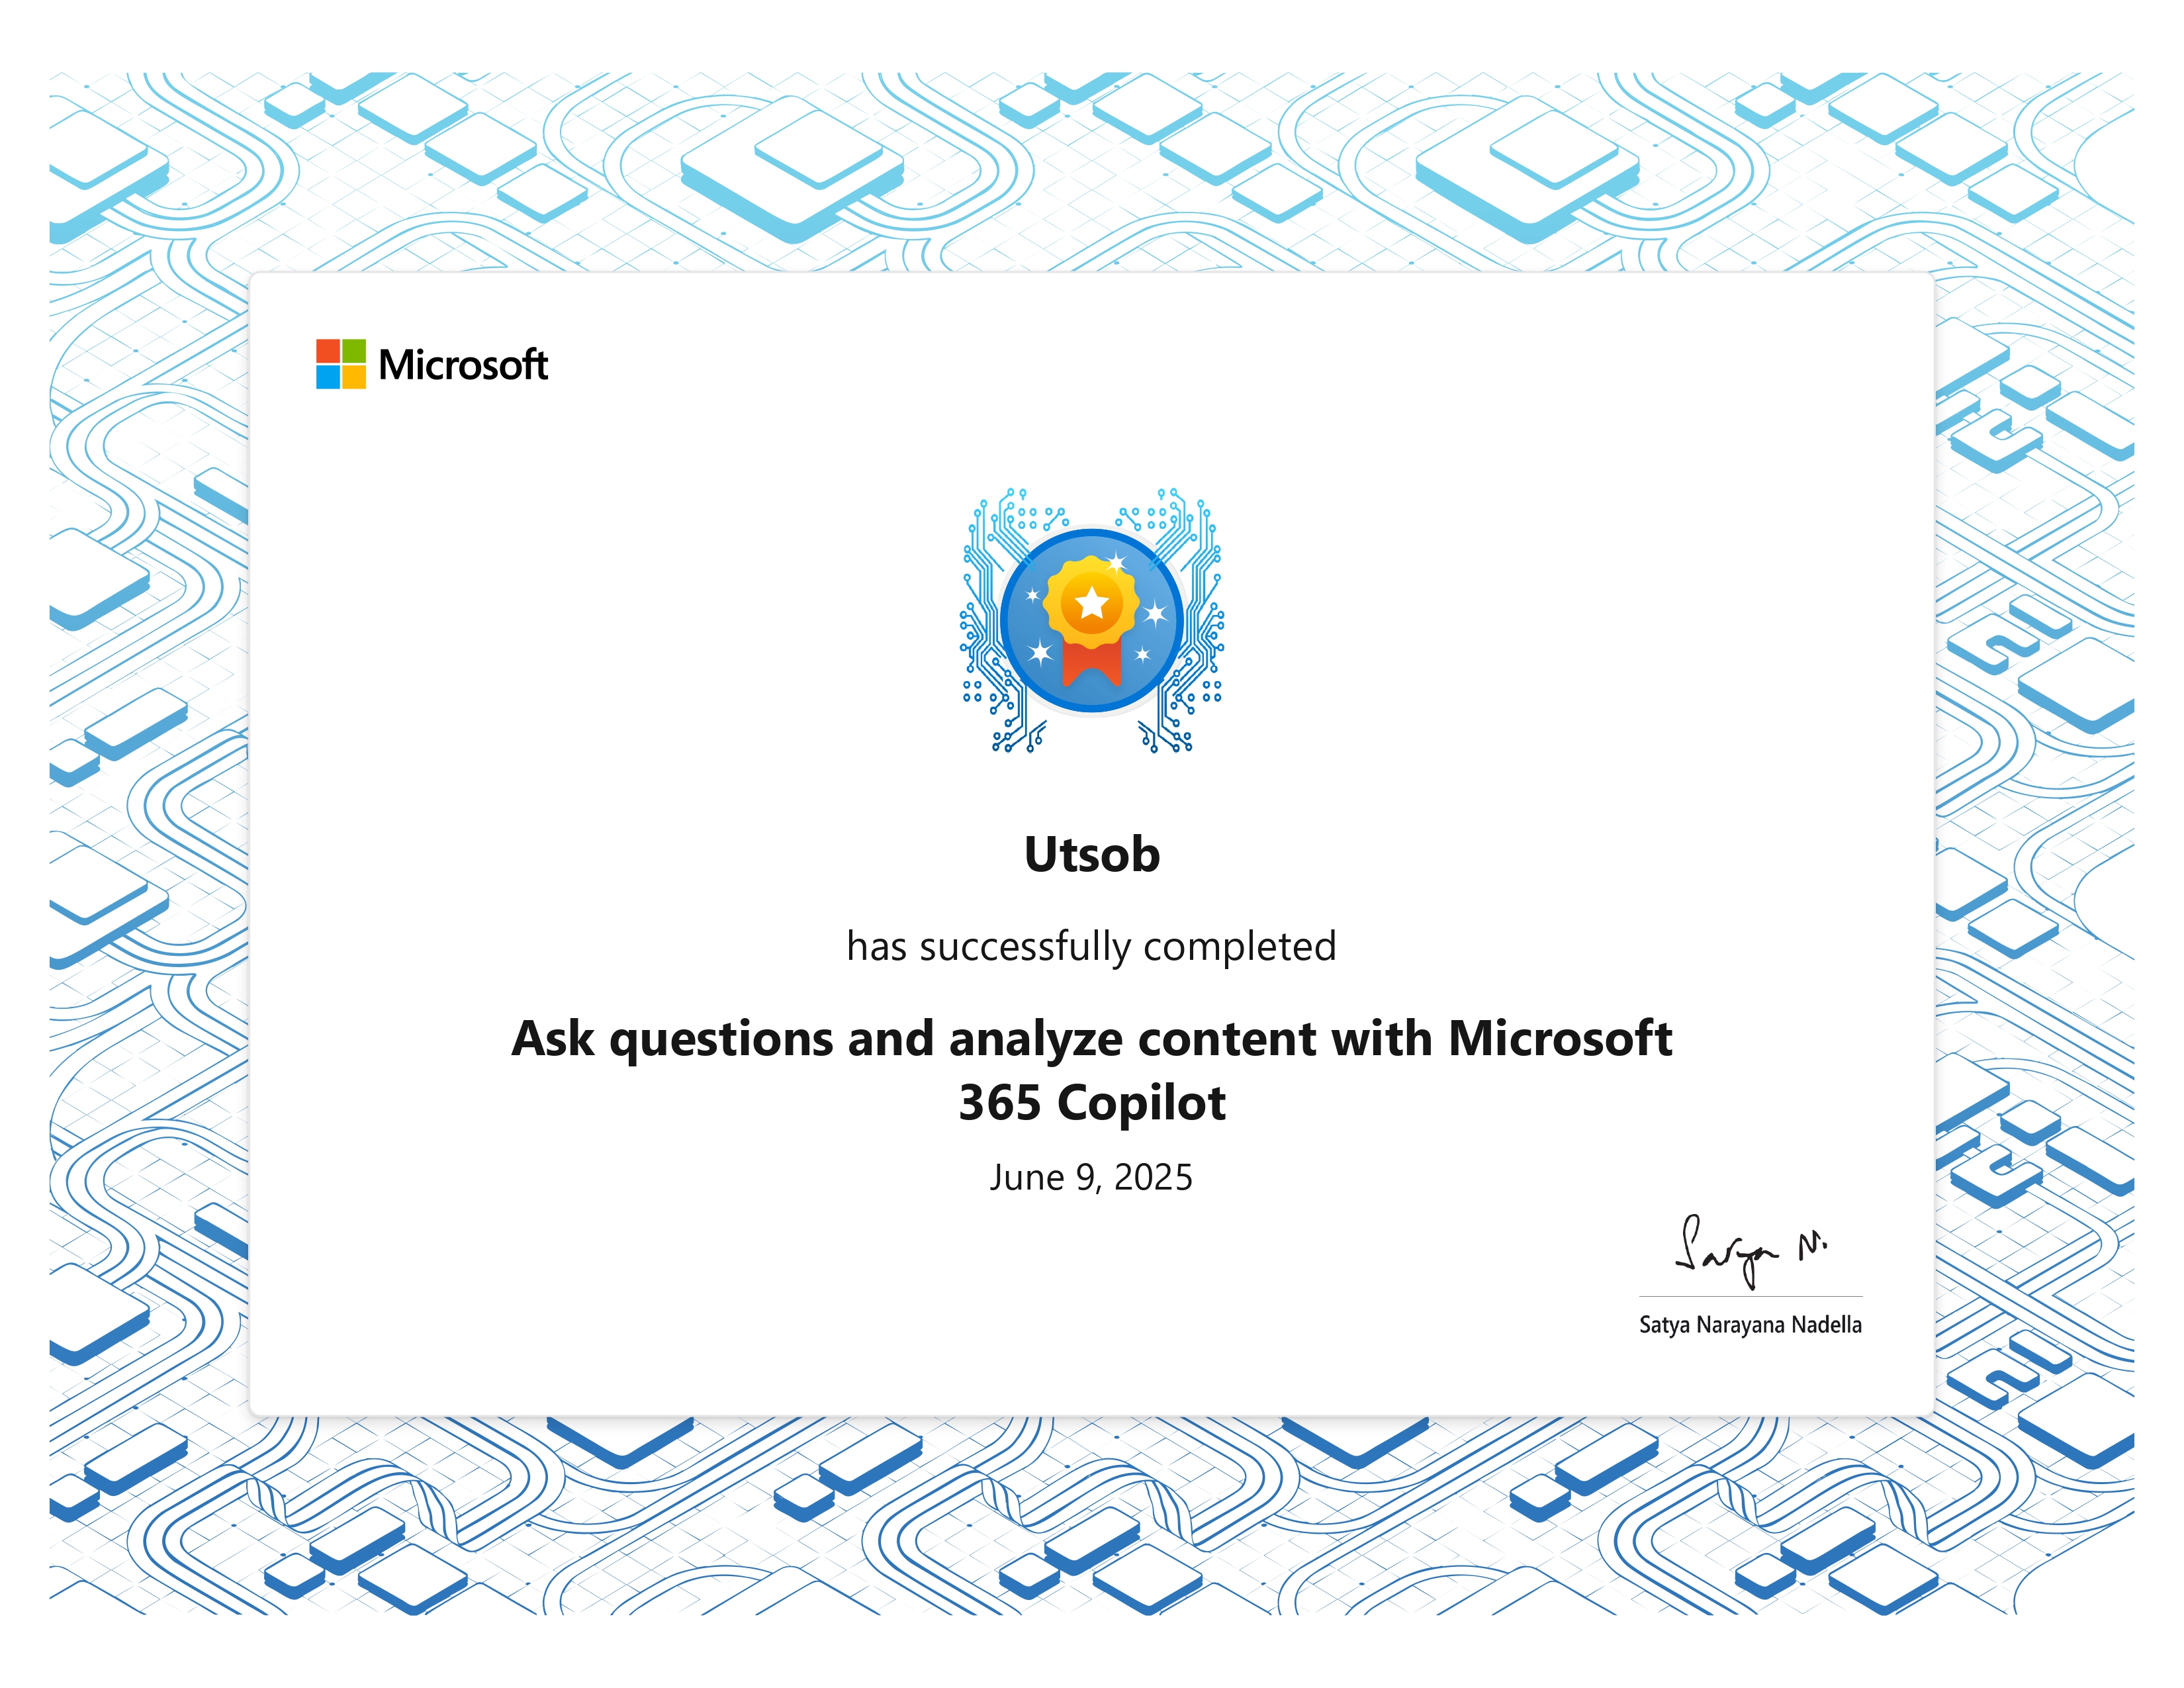 Microsoft
Utsob
has successfully completed
Ask questions and analyze content with Microsoft
365 Copilot
June 9, 2025
Satya N.
Satya Narayana Nadella